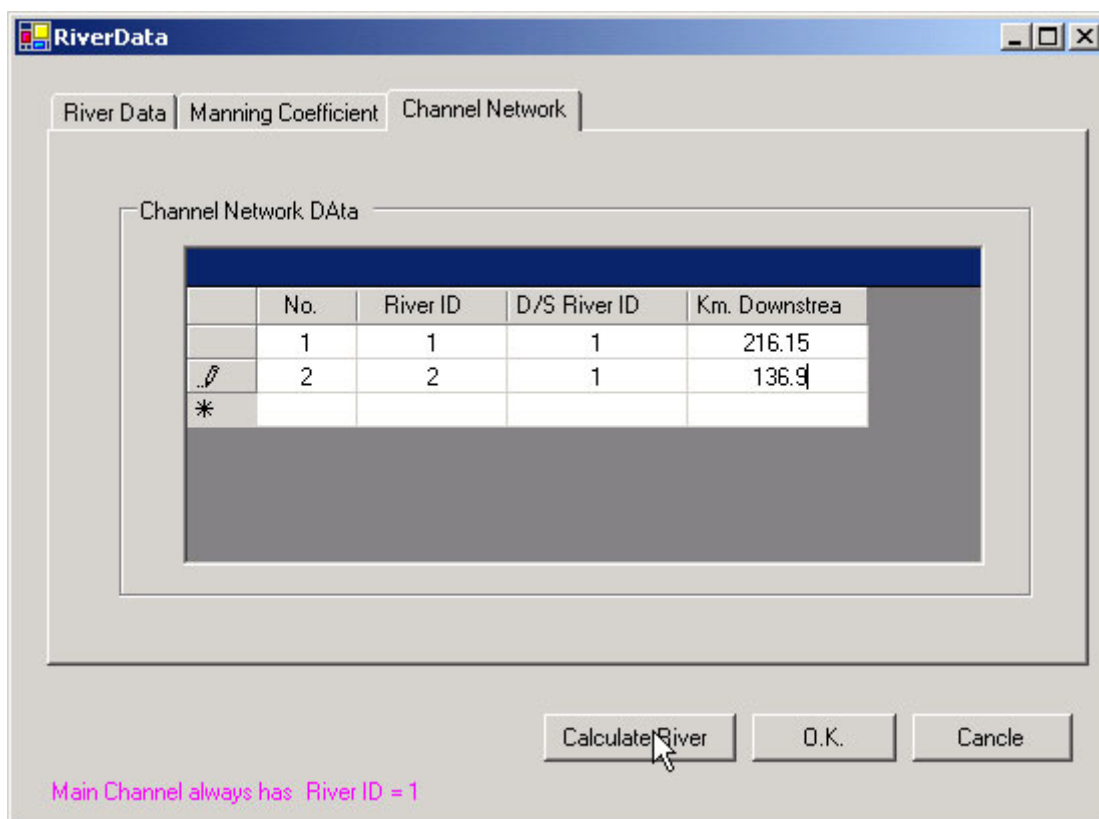 RiverData
River Data Manning Coefficient Channel Network
Channel Network DAta
No. River ID D/S River ID Km. Downstrea
1 1 1 216.15
2 2 1 136.9
Calculate River O.K. Cancle
Main Channel always has River ID = 1